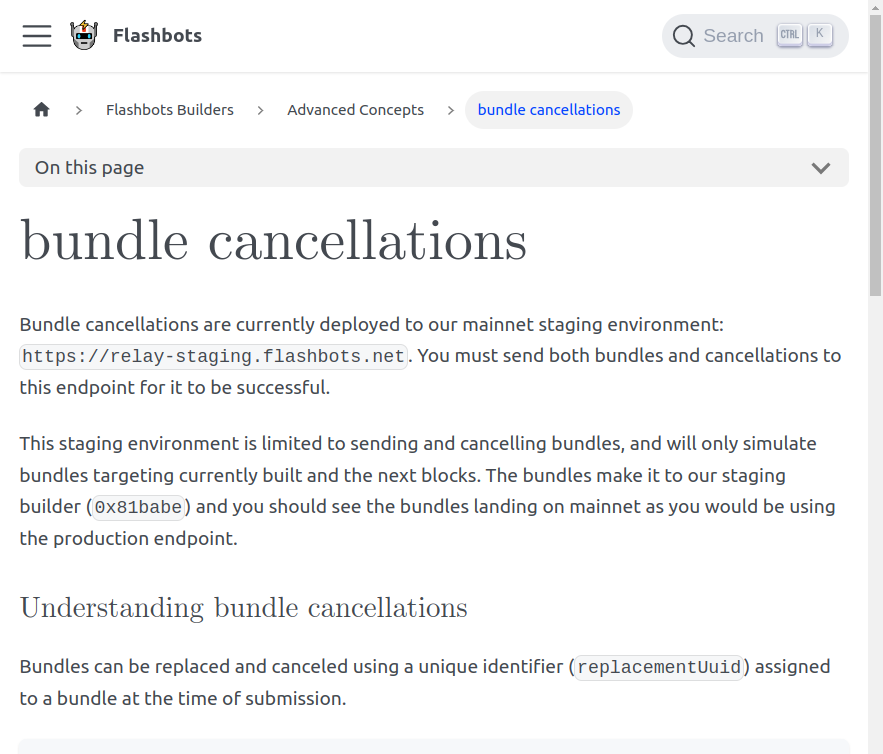 Flashbots
Search CTRL K
Flashbots Builders
Advanced Concepts
bundle cancellations
On this page
bundle cancellations
Bundle cancellations are currently deployed to our mainnet staging environment:
https://relay-staging.flashbots.net. You must send both bundles and cancellations to
this endpoint for it to be successful.
This staging environment is limited to sending and cancelling bundles, and will only simulate
bundles targeting currently built and the next blocks. The bundles make it to our staging
builder (0x81babe) and you should see the bundles landing on mainnet as you would be using
the production endpoint.
Understanding bundle cancellations
Bundles can be replaced and canceled using a unique identifier (replacementUuid) assigned
to a bundle at the time of submission.